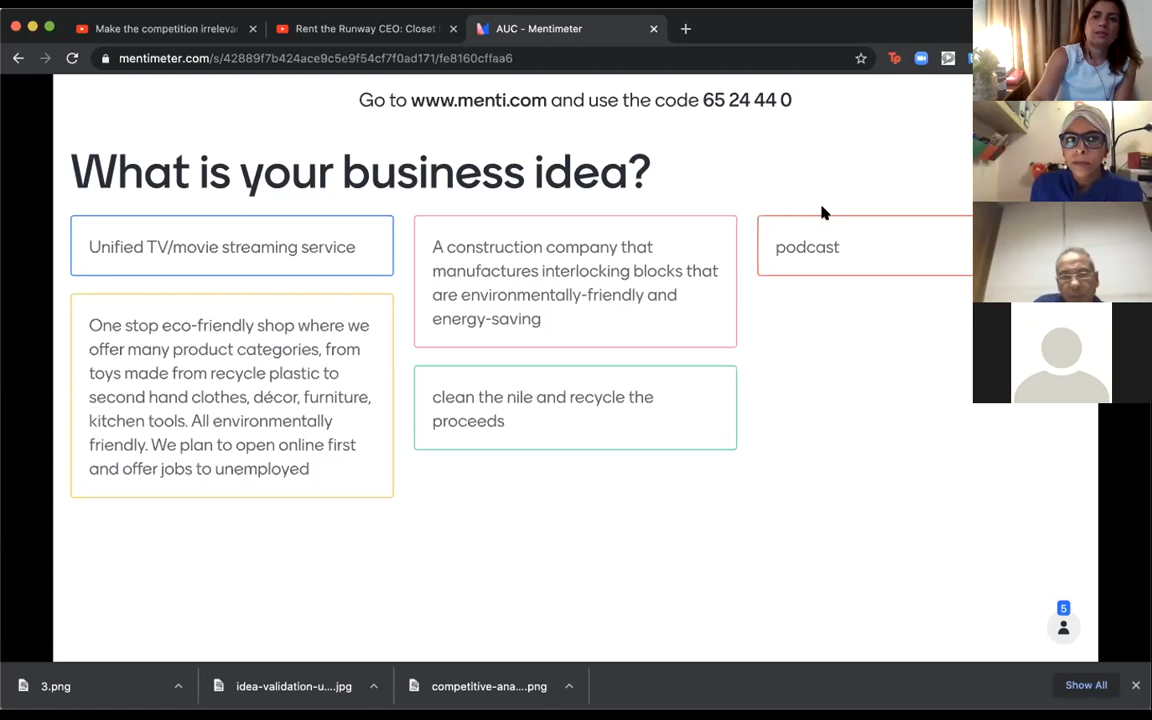 Make the competition irreleva
Rent the Runway CEO: Closet
AUC - Mentimeter
mentimeter.com/s/42889f7b424ace9c5e9f54cf7f0ad171/fe8160cffaa6
Tp
Go to www.menti.com and use the code 65 24 44 0
What is your business idea?
Unified TV/movie streaming service
One stop eco-friendly shop where we
offer many product categories, from
toys made from recycle plastic to
second hand clothes, décor, furniture,
kitchen tools. All environmentally
friendly. We plan to open online first
and offer jobs to unemployed
A construction company that
manufactures interlocking blocks that
are environmentally-friendly and
energy-saving
clean the nile and recycle the
proceeds
podcast
5
3.png
idea-validation-u....jpg
competitive-ana....png
Show All